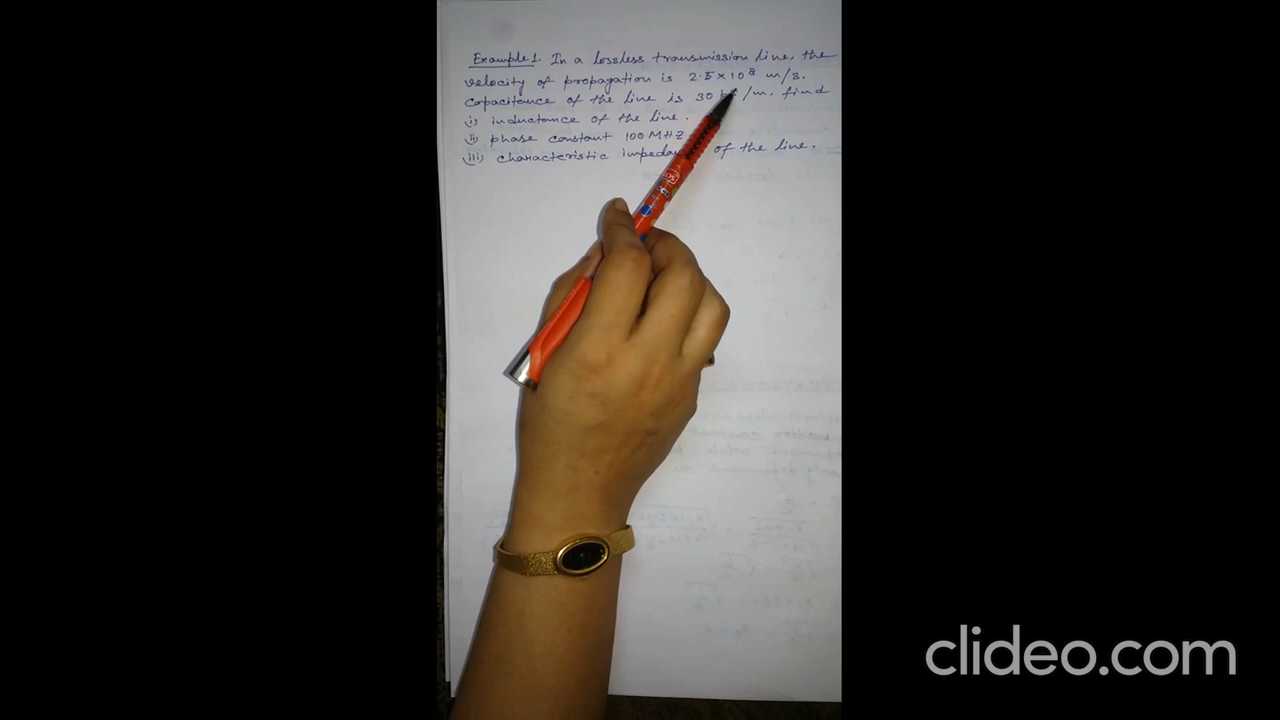 Example 1. In a lossless transmission line, the
velocity of propagation is 2.5 × 10⁸ m/s.
Capacitance of the line is 30 /m. find
i) inductance of the line.
ii) phase constant 100 MHz
iii) characteristic of the line.
clideo.com